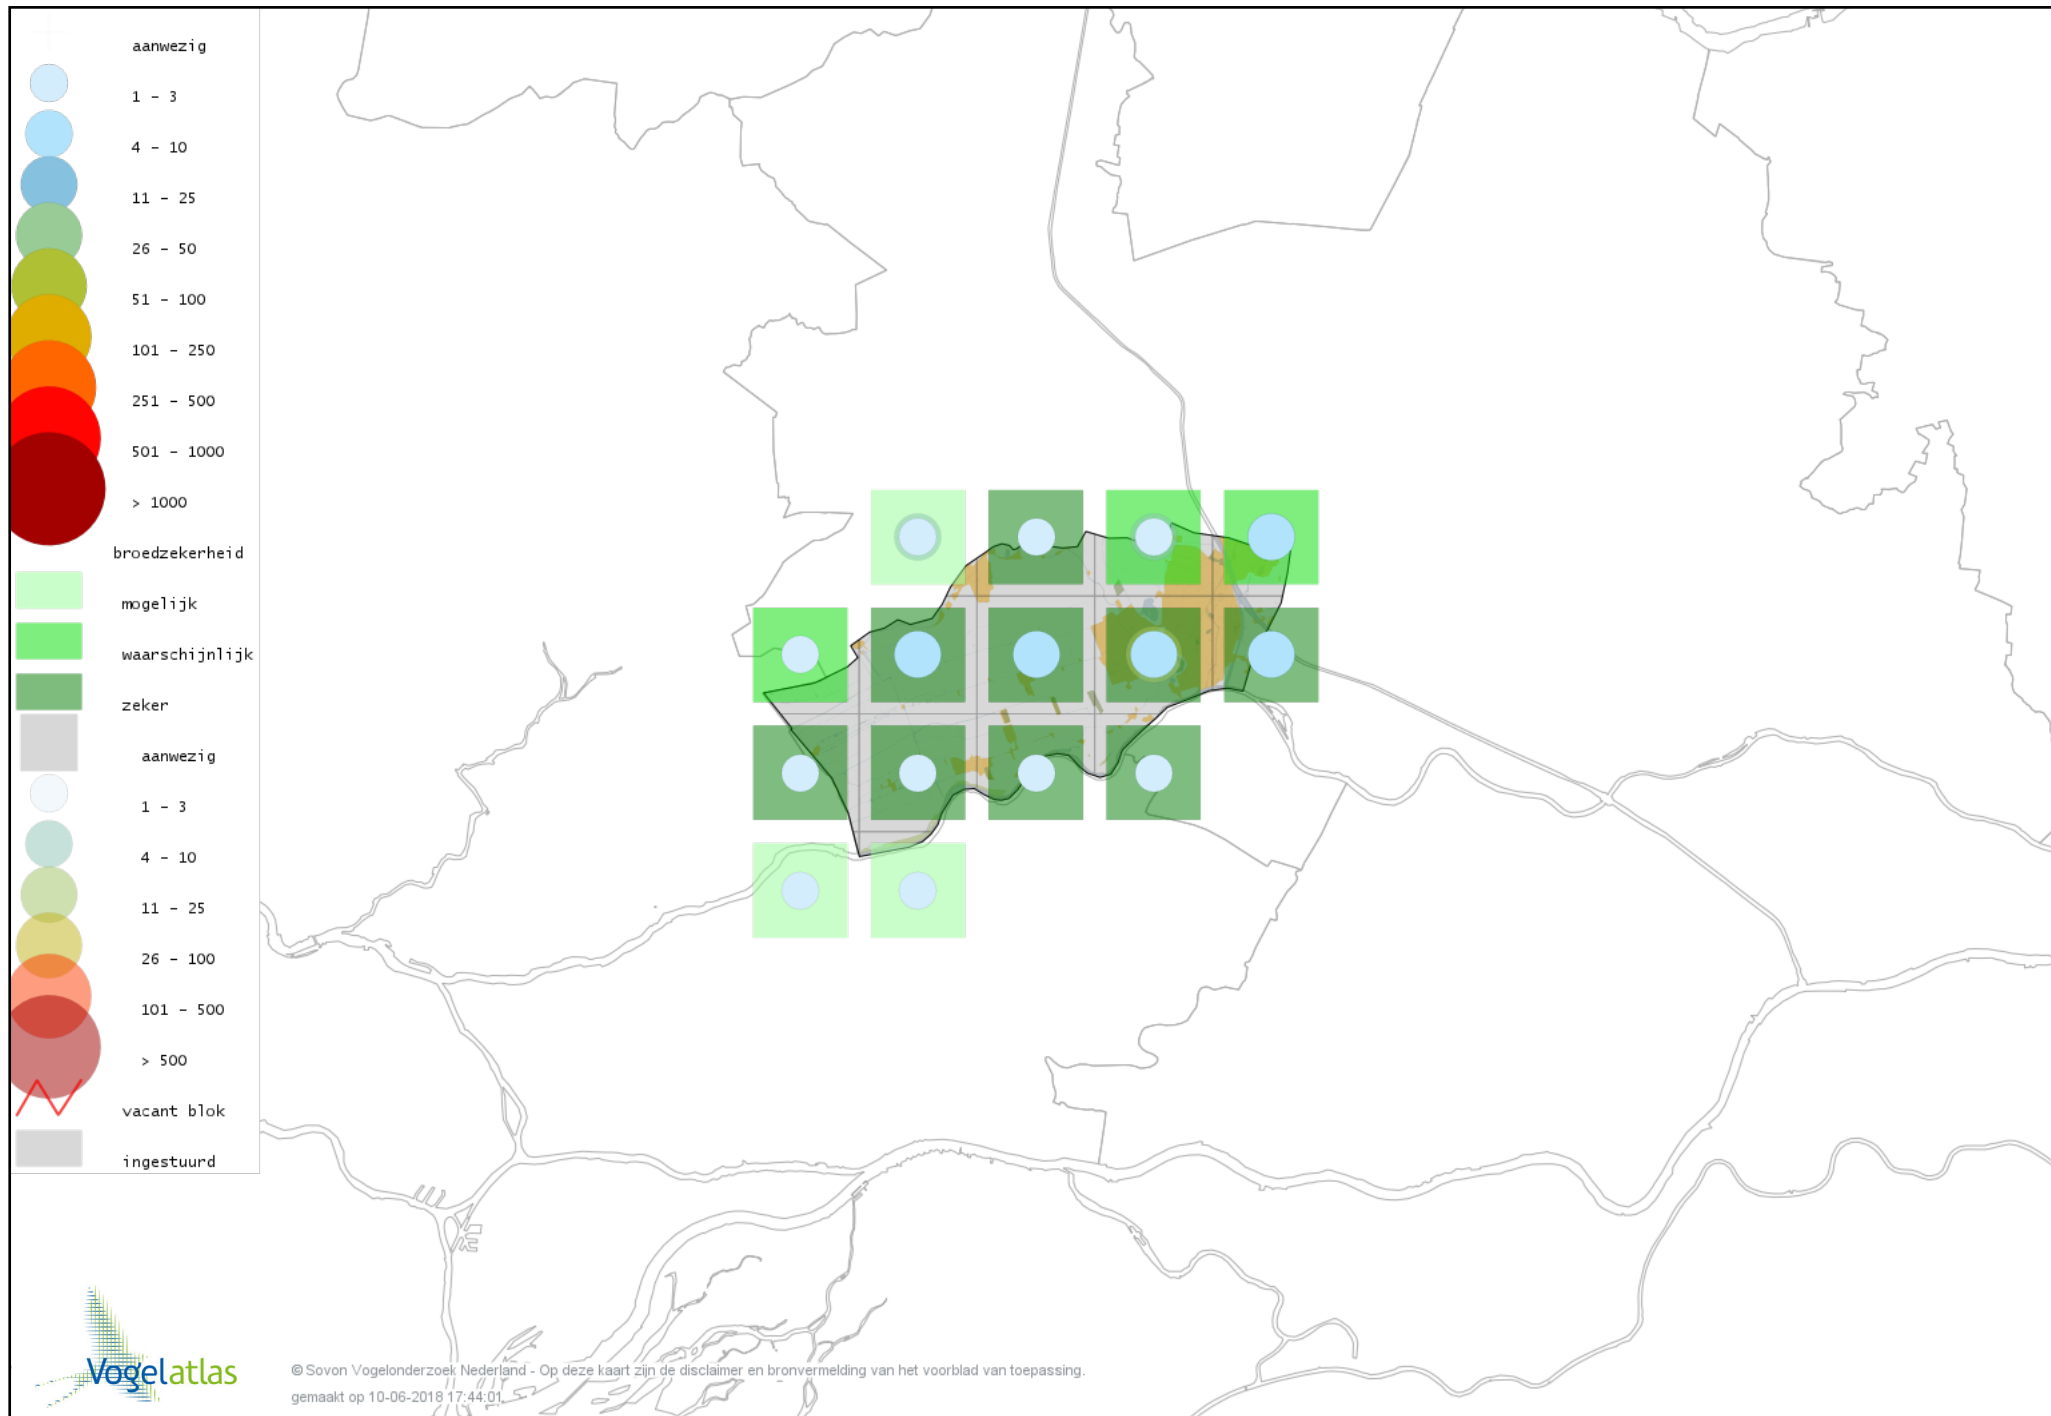 aanwezig
1 - 3
4 - 10
11 - 25
26 - 50
51 - 100
101 - 250
251 - 500
501 - 1000
> 1000
broedzekerheid
mogelijk
waarschijnlijk
zeker
aanwezig
1 - 3
4 - 10
11 - 25
26 - 100
101 - 500
> 500
vacant blok
ingestuurd
Vogelatlas
© Sovon Vogelonderzoek Nederland - Op deze kaart zijn de disclaimer en bronvermelding van het voorblad van toepassing.
gemaakt op 10-06-2018 17:44:01